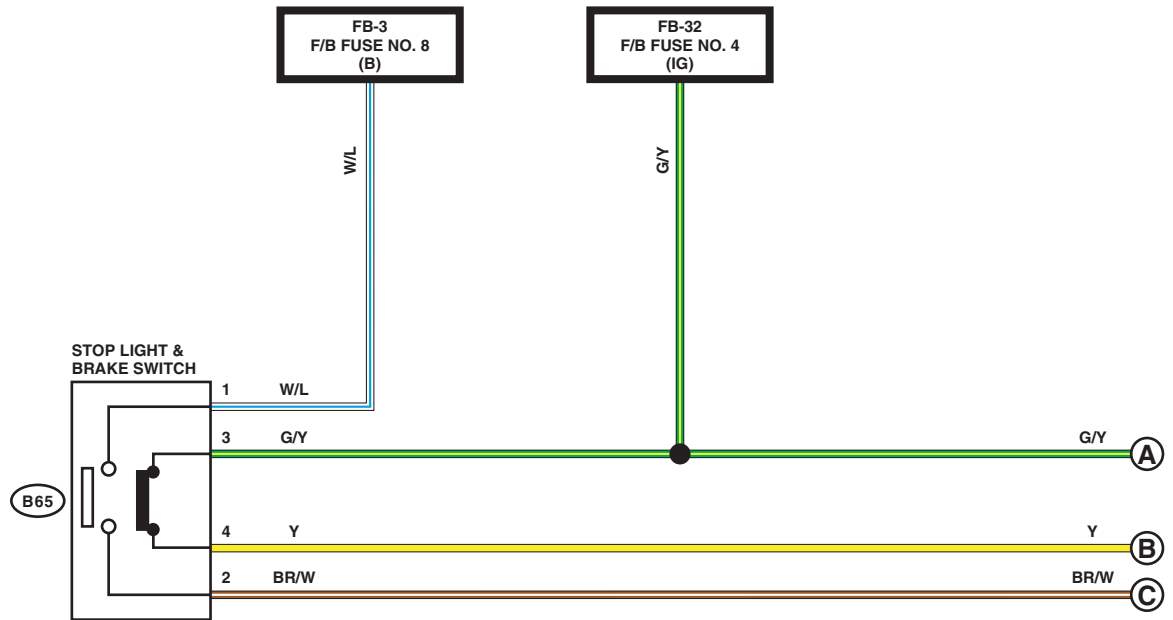 FB-3
F/B FUSE NO. 8
(B)
FB-32
F/B FUSE NO. 4
(IG)
W/L
G/Y
STOP LIGHT &
BRAKE SWITCH
1 W/L
3 G/Y G/Y A
B65
4 Y Y B
2 BR/W BR/W C